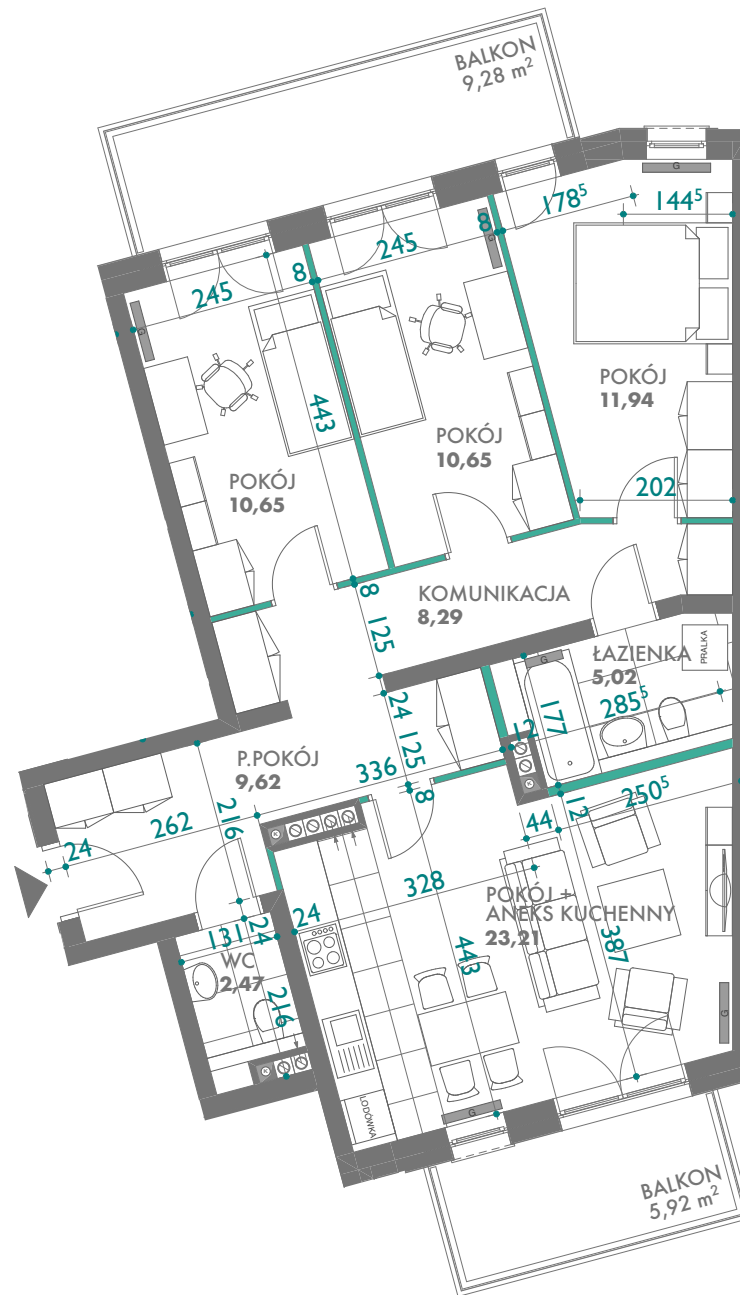 BALKON
9,28 m²
G
178⁵
144⁵
8
245
8
245
G
G
443
POKÓJ
11,94
POKÓJ
10,65
POKÓJ
10,65
202
8
KOMUNIKACJA
8,29
125
ŁAZIENKA
5,02
PRALKA
G
24
177
285⁵
12
P.POKÓJ
9,62
336
125
8
216
262
24
K
K
44
12
250⁵
328
POKÓJ +
ANEKS KUCHENNY
23,21
24
131
24
WC
2,47
443
387
216
K
G
G
LODÓWKA
BALKON
5,92 m²